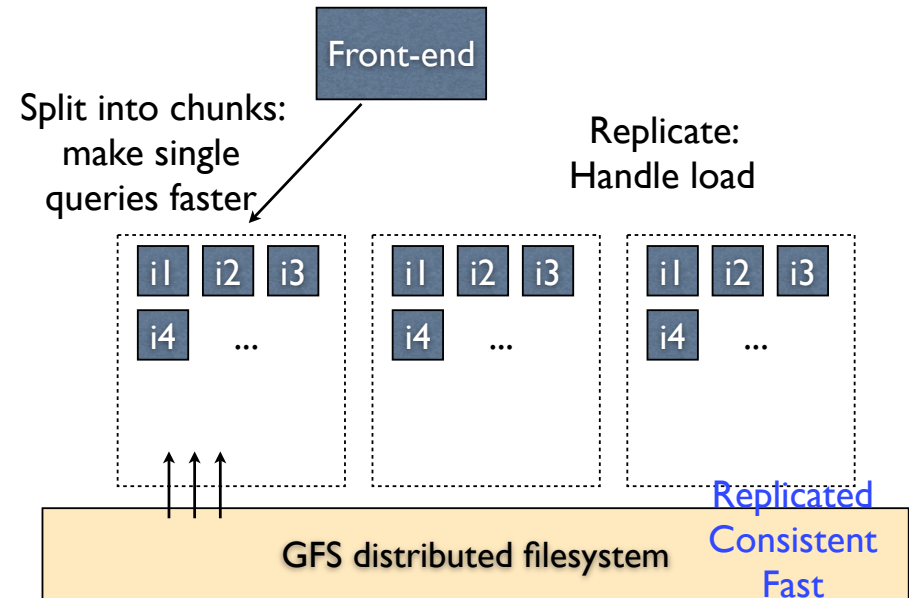 Front-end
Split into chunks:
make single
queries faster
Replicate:
Handle load
i1 i2 i3
i4 ...
i1 i2 i3
i4 ...
i1 i2 i3
i4 ...
GFS distributed filesystem
Replicated
Consistent
Fast